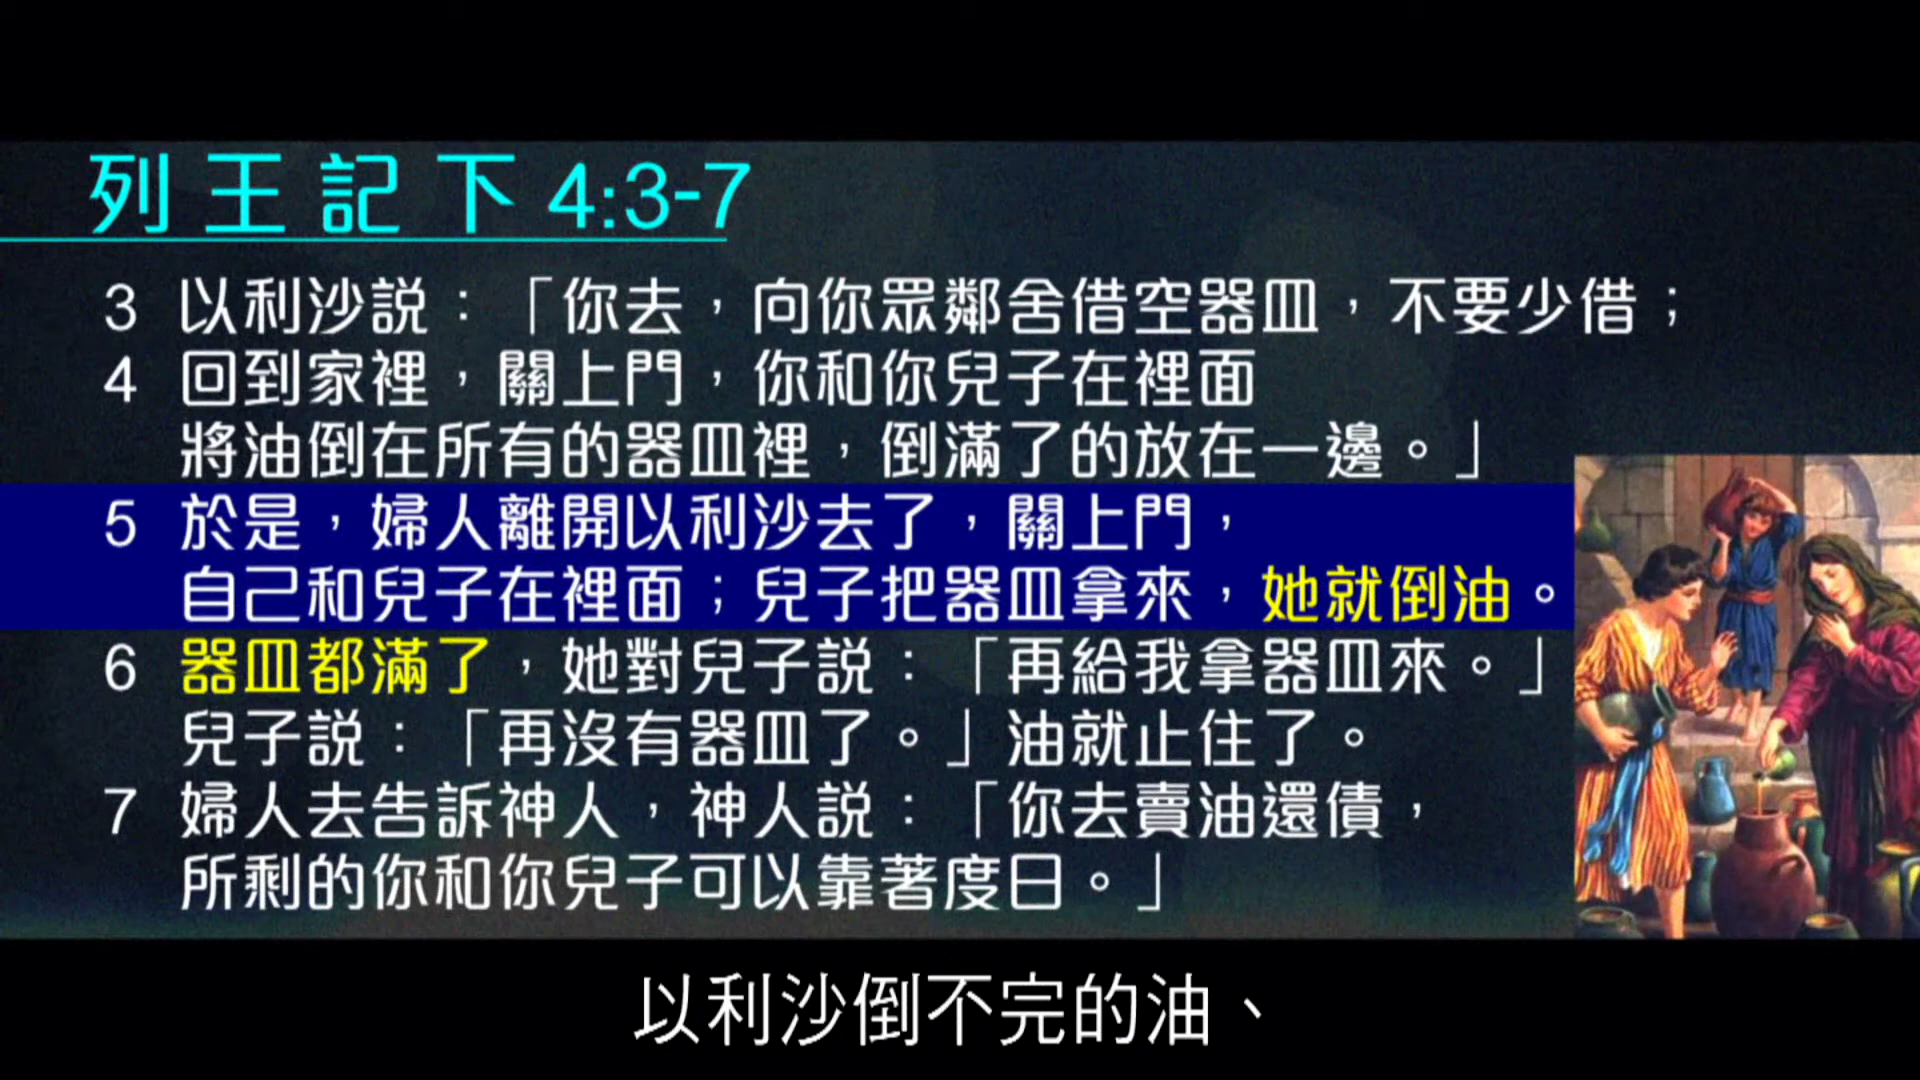 列王記下 4:3-7
3 以利沙説：「你去，向你眾鄰舍借空器皿，不要少借；
4 回到家裡，關上門，你和你兒子在裡面
將油倒在所有的器皿裡，倒滿了的放在一邊。」
5 於是，婦人離開以利沙去了，關上門，
自己和兒子在裡面；兒子把器皿拿來，她就倒油。
6 器皿都滿了，她對兒子説：「再給我拿器皿來。」
兒子説：「再沒有器皿了。」油就止住了。
7 婦人去告訴神人，神人説：「你去賣油還債，
所剩的你和你兒子可以靠著度日。」
以利沙倒不完的油、